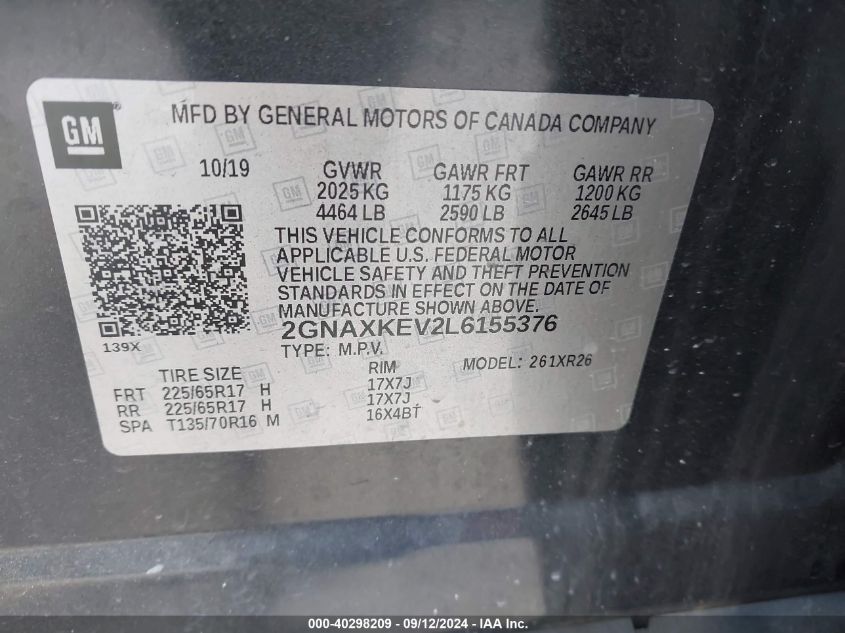 GM®
MFD BY GENERAL MOTORS OF CANADA COMPANY
10/19 GVWR GAWR FRT GAWR RR
2025 KG 1175 KG 1200 KG
4464 LB 2590 LB 2645 LB
THIS VEHICLE CONFORMS TO ALL
APPLICABLE U.S. FEDERAL MOTOR
VEHICLE SAFETY AND THEFT PREVENTION
STANDARDS IN EFFECT ON THE DATE OF
MANUFACTURE SHOWN ABOVE.
2GNAXKEV2L6155376
139X
TYPE: M.P.V. MODEL: 261XR26
TIRE SIZE RIM
FRT 225/65R17 H 17X7J
RR 225/65R17 H 17X7J
SPA T135/70R16 M 16X4BT
000-40298209 - 09/12/2024 - IAA Inc.